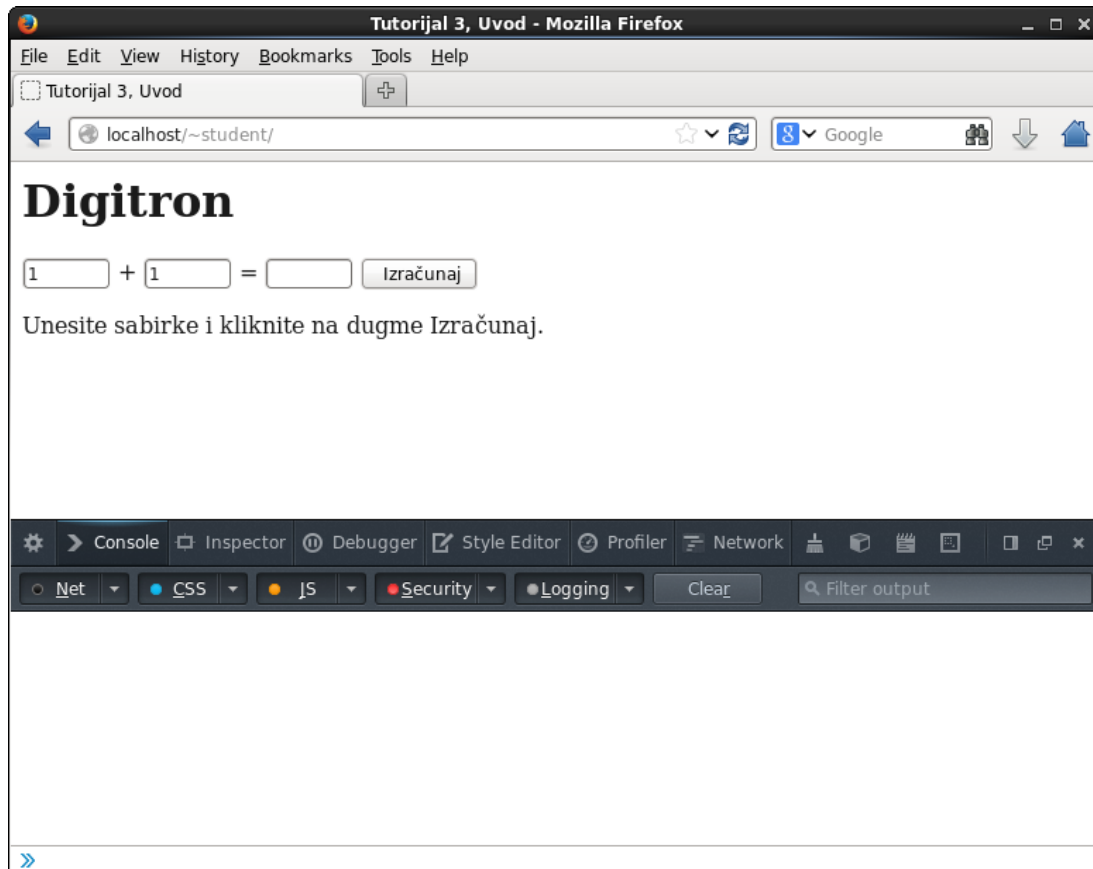 Tutorijal 3, Uvod - Mozilla Firefox
File Edit View History Bookmarks Tools Help
Tutorijal 3, Uvod
localhost/~student/ 8 Google
Digitron
1 + 1 = Izračunaj
Unesite sabirke i kliknite na dugme Izračunaj.
Console Inspector Debugger Style Editor Profiler Network
Net CSS JS Security Logging Clear Filter output
»